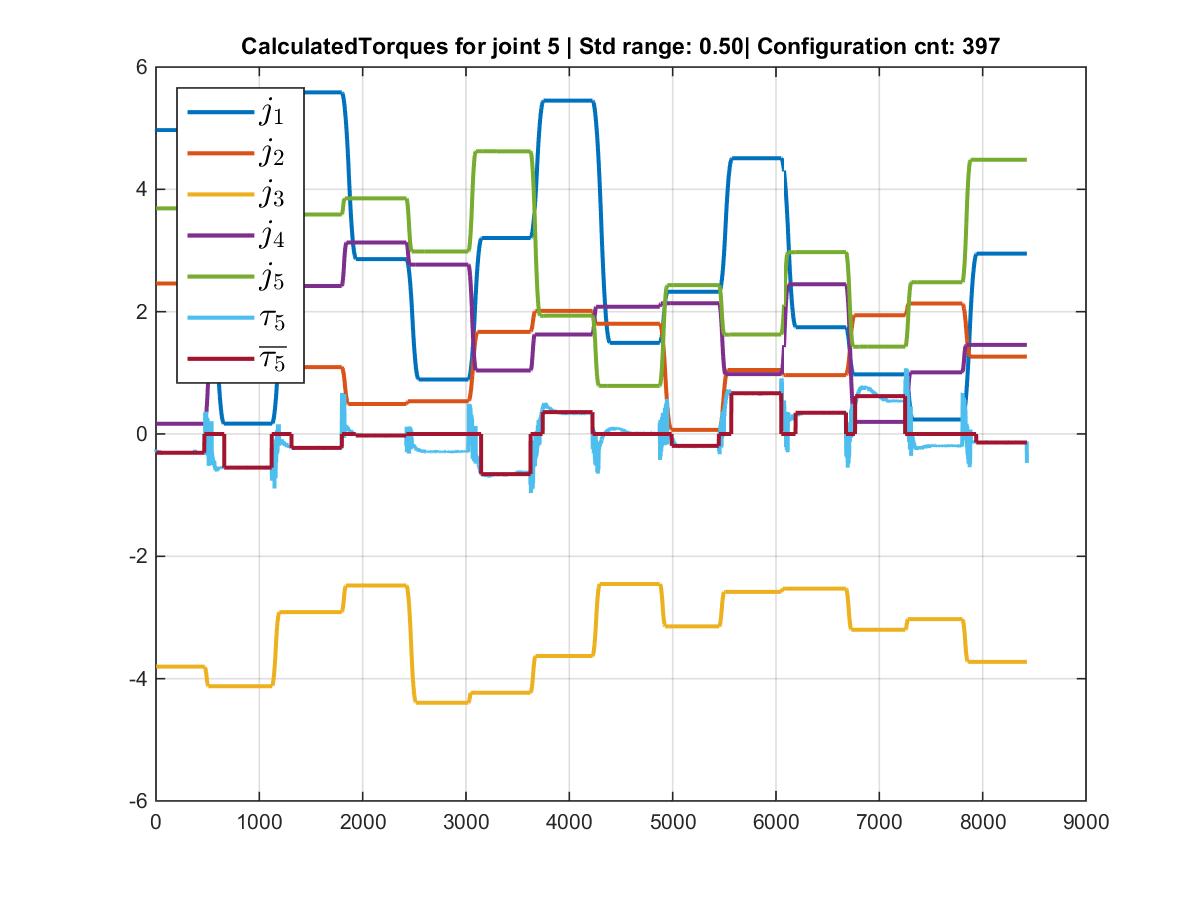 CalculatedTorques for joint 5 | Std range: 0.50| Configuration cnt: 397
6
4
2
0
-2
-4
-6
j₁
j₂
j₃
j₄
j₅
τ₅
τ̅₅
0 1000 2000 3000 4000 5000 6000 7000 8000 9000